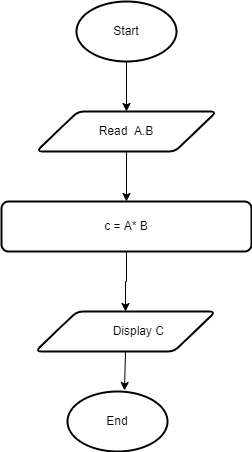 Start
Read A.B
c = A* B
Display C
End